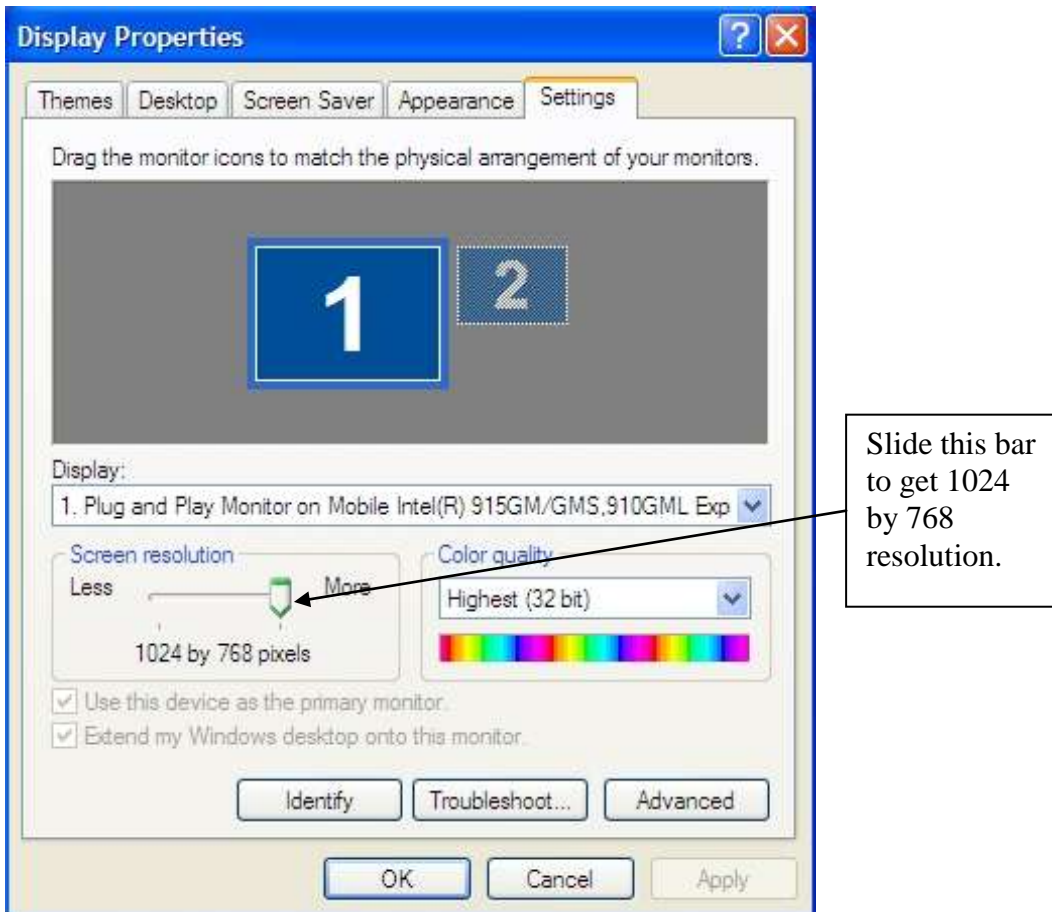 Display Properties
Themes Desktop Screen Saver Appearance Settings
Drag the monitor icons to match the physical arrangement of your monitors.
1 2
Display:
1. Plug and Play Monitor on Mobile Intel(R) 915GM/GMS,910GML Exp
Screen resolution
Less More
1024 by 768 pixels
Color quality
Highest (32 bit)
Use this device as the primary monitor.
Extend my Windows desktop onto this monitor.
Identify Troubleshoot... Advanced
OK Cancel Apply
Slide this bar
to get 1024
by 768
resolution.